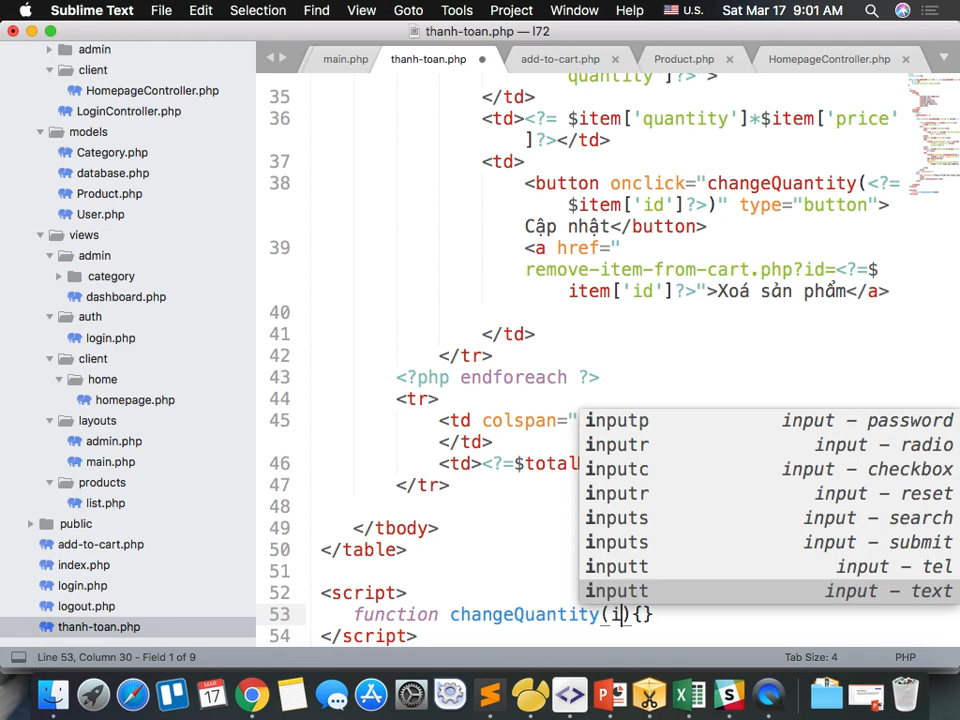 Sublime Text File Edit Selection Find View Goto Tools Project Window Help U.S. Sat Mar 17 9:01 AM
thanh-toan.php — l72
main.php thanh-toan.php add-to-cart.php Product.php HomepageController.php
admin
client
HomepageController.php
LoginController.php
models
Category.php
database.php
Product.php
User.php
views
admin
category
dashboard.php
auth
login.php
client
home
homepage.php
layouts
admin.php
main.php
products
list.php
public
add-to-cart.php
index.php
login.php
logout.php
thanh-toan.php
quantity']?>">
35 </td>
36 <td><?= $item['quantity']*$item['price'
]?></td>
37 <td>
38 <button onclick="changeQuantity(<?=
$item['id']?>)" type="button">
Cập nhật</button>
39 <a href="
remove-item-from-cart.php?id=<?=$
item['id']?>">Xoá sản phẩm</a>
40
41 </td>
42 </tr>
43 <?php endforeach ?>
44 <tr>
45 <td colspan="
</td>
46 <td><?=$total
47 </tr>
48
49 </tbody>
50 </table>
51
52 <script>
53 function changeQuantity(i){}
54 </script>
inputp input – password
inputr input – radio
inputc input – checkbox
inputr input – reset
inputs input – search
inputs input – submit
inputt input – tel
inputt input – text
Line 53, Column 30 - Field 1 of 9 Tab Size: 4 PHP
MAR
17